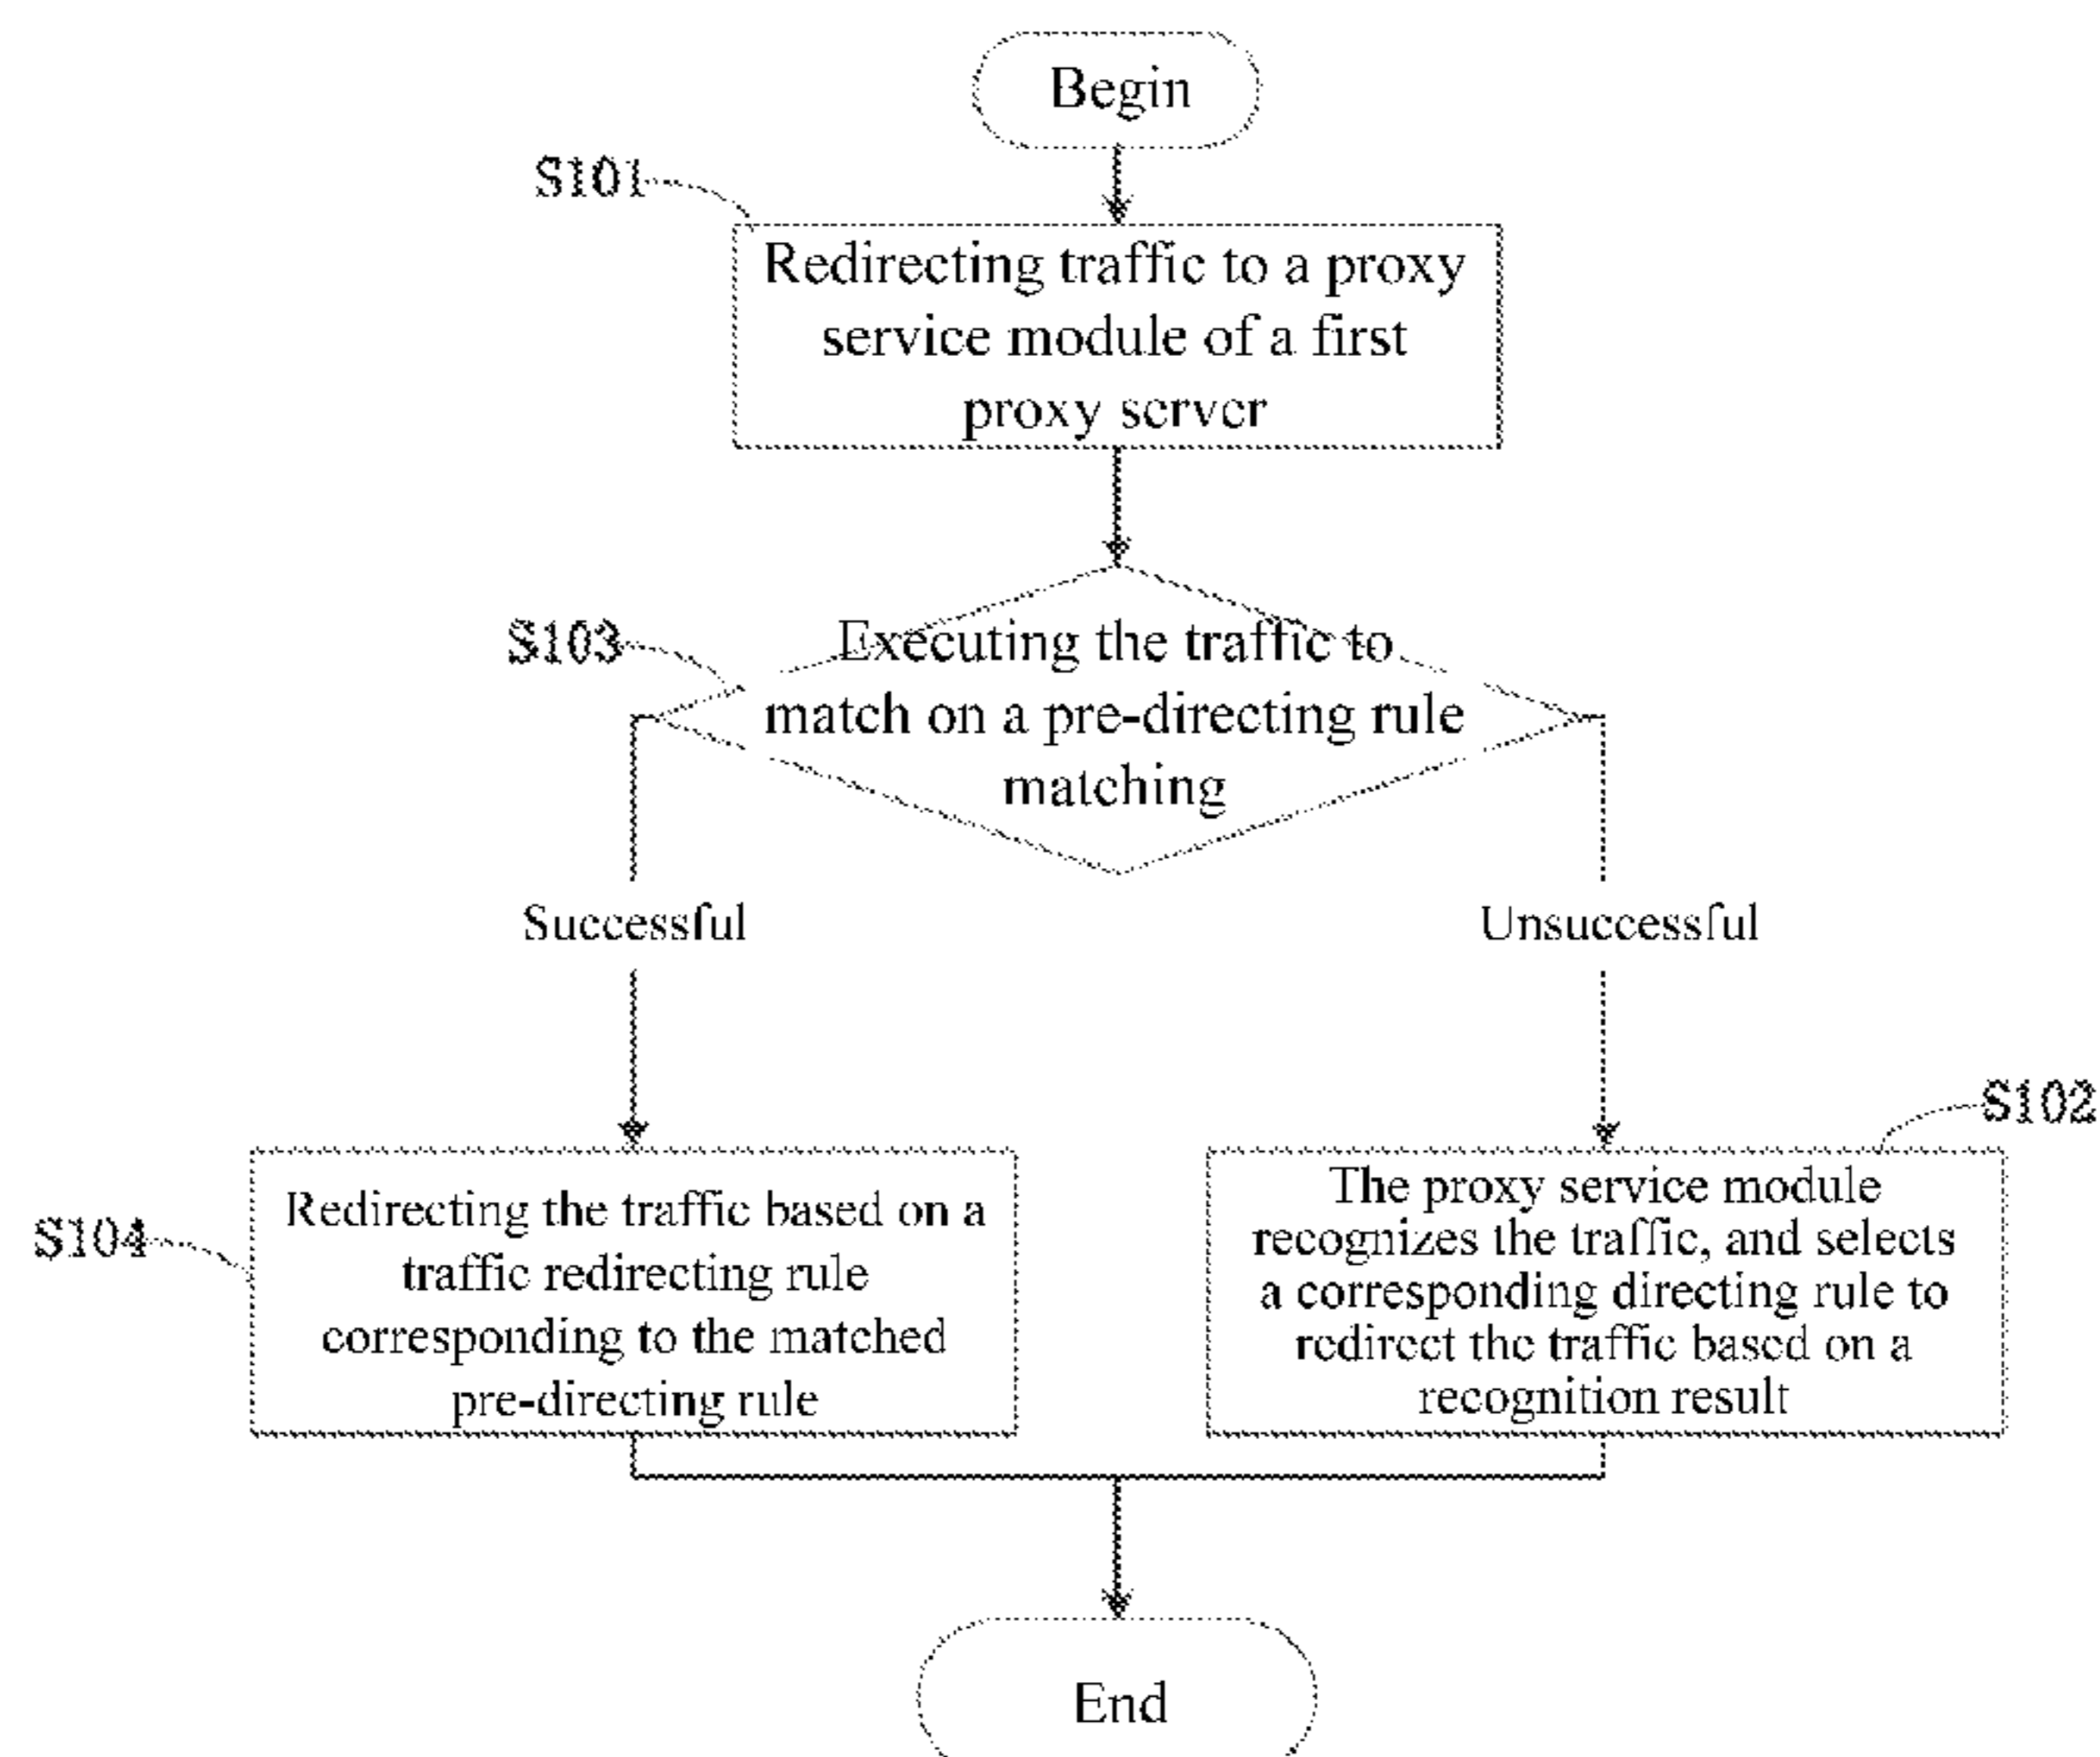 Begin
S101
Redirecting traffic to a proxy
service module of a first
proxy server
S103
Executing the traffic to
match on a pre-directing rule
matching
Successful
Unsuccessful
S102
S104
Redirecting the traffic based on a
traffic redirecting rule
corresponding to the matched
pre-directing rule
The proxy service module
recognizes the traffic, and selects
a corresponding directing rule to
redirect the traffic based on a
recognition result
End